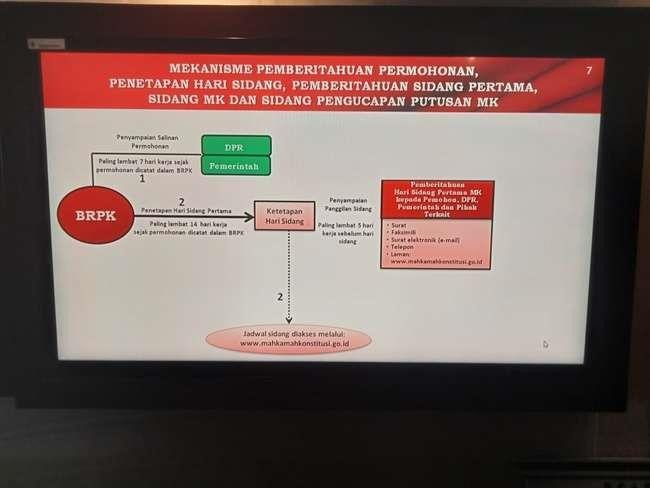 MEKANISME PEMBERITAHUAN PERMOHONAN,
PENETAPAN HARI SIDANG, PEMBERITAHUAN SIDANG PERTAMA,
SIDANG MK DAN SIDANG PENGUCAPAN PUTUSAN MK
7
Penyampaian Salinan
Permohonan
DPR
Pemerintah
Paling lambat 7 hari kerja sejak
permohonan dicatat dalam BRPK
1
BRPK
2
Penetapan Hari Sidang Pertama
Paling lambat 14 hari kerja
sejak permohonan dicatat dalam BRPK
Ketetapan
Hari Sidang
Penyampaian
Panggilan Sidang
Paling lambat 5 hari
kerja sebelum hari
sidang
Pemberitahuan
Hari Sidang Pertama MK
kepada Pemohon, DPR,
Pemerintah dan Pihak
Terkait
• Surat
• Faksimili
• Surat elektronik (e-mail)
• Telepon
• Laman:
www.mahkamahkonstitusi.go.id
2
Jadwal sidang diakses melalui:
www.mahkamahkonstitusi.go.id